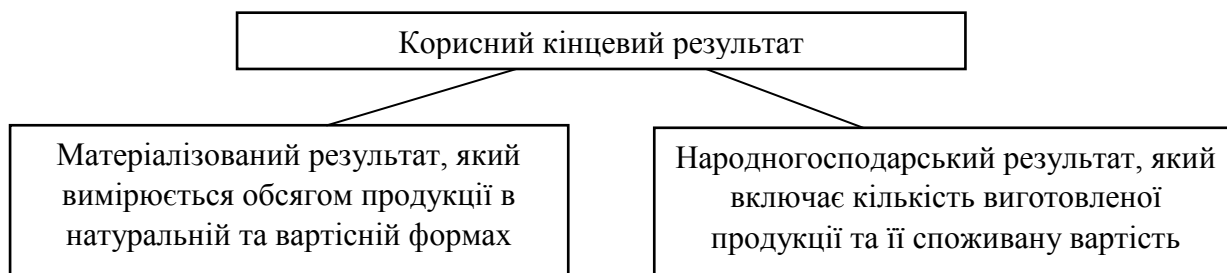 Корисний кінцевий результат
Матеріалізований результат, який
вимірюється обсягом продукції в
натуральній та вартісній формах
Народногосподарський результат, який
включає кількість виготовленої
продукції та її споживану вартість